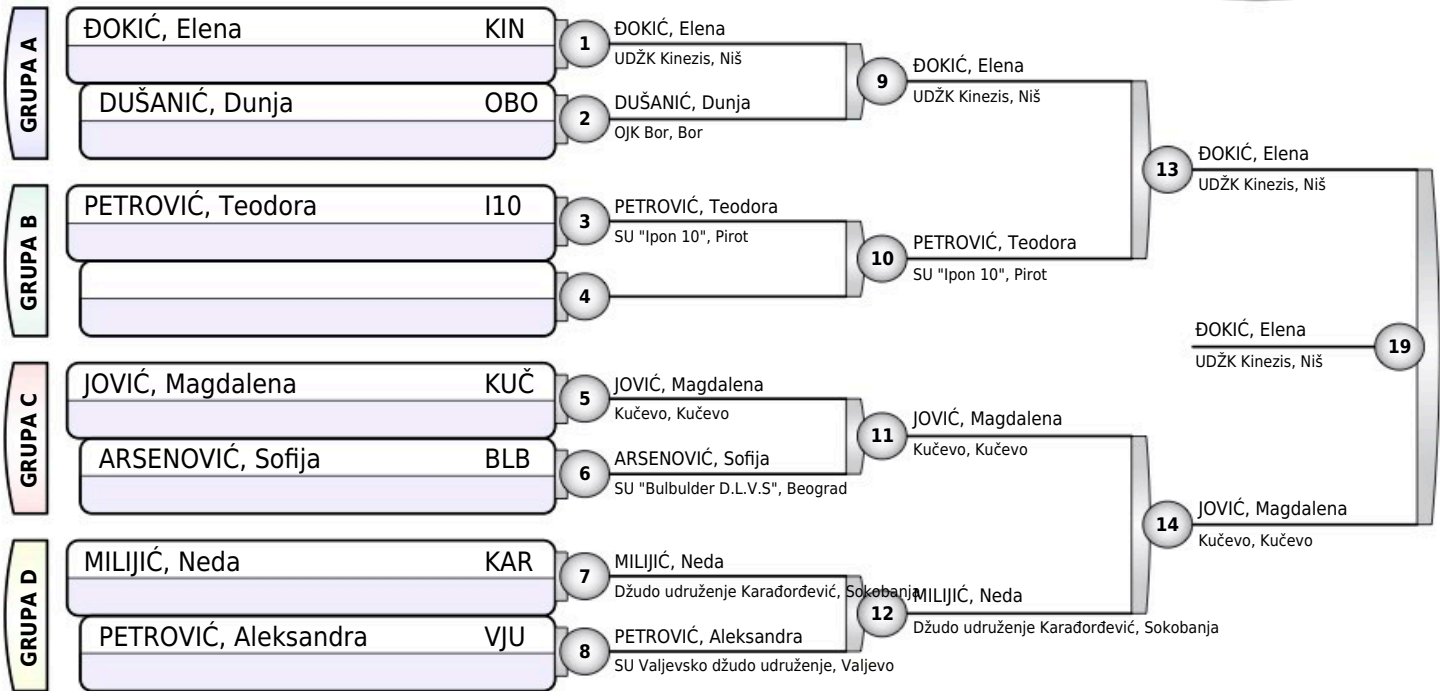 GRUPA A
ĐOKIĆ, Elena KIN
DUŠANIĆ, Dunja OBO
GRUPA B
PETROVIĆ, Teodora I10
GRUPA C
JOVIĆ, Magdalena KUČ
ARSENOVIĆ, Sofija BLB
GRUPA D
MILIJIĆ, Neda KAR
PETROVIĆ, Aleksandra VJU
1
ĐOKIĆ, Elena
UDŽK Kinezis, Niš
2
DUŠANIĆ, Dunja
OJK Bor, Bor
3
PETROVIĆ, Teodora
SU "Ipon 10", Pirot
4
5
JOVIĆ, Magdalena
Kučevo, Kučevo
6
ARSENOVIĆ, Sofija
SU "Bulbulder D.L.V.S", Beograd
7
MILIJIĆ, Neda
Džudo udruženje Karađorđević, Sokobanja
8
PETROVIĆ, Aleksandra
SU Valjevsko džudo udruženje, Valjevo
9
ĐOKIĆ, Elena
UDŽK Kinezis, Niš
10
PETROVIĆ, Teodora
SU "Ipon 10", Pirot
11
JOVIĆ, Magdalena
Kučevo, Kučevo
12
MILIJIĆ, Neda
Džudo udruženje Karađorđević, Sokobanja
13
ĐOKIĆ, Elena
UDŽK Kinezis, Niš
14
JOVIĆ, Magdalena
Kučevo, Kučevo
ĐOKIĆ, Elena
UDŽK Kinezis, Niš
19